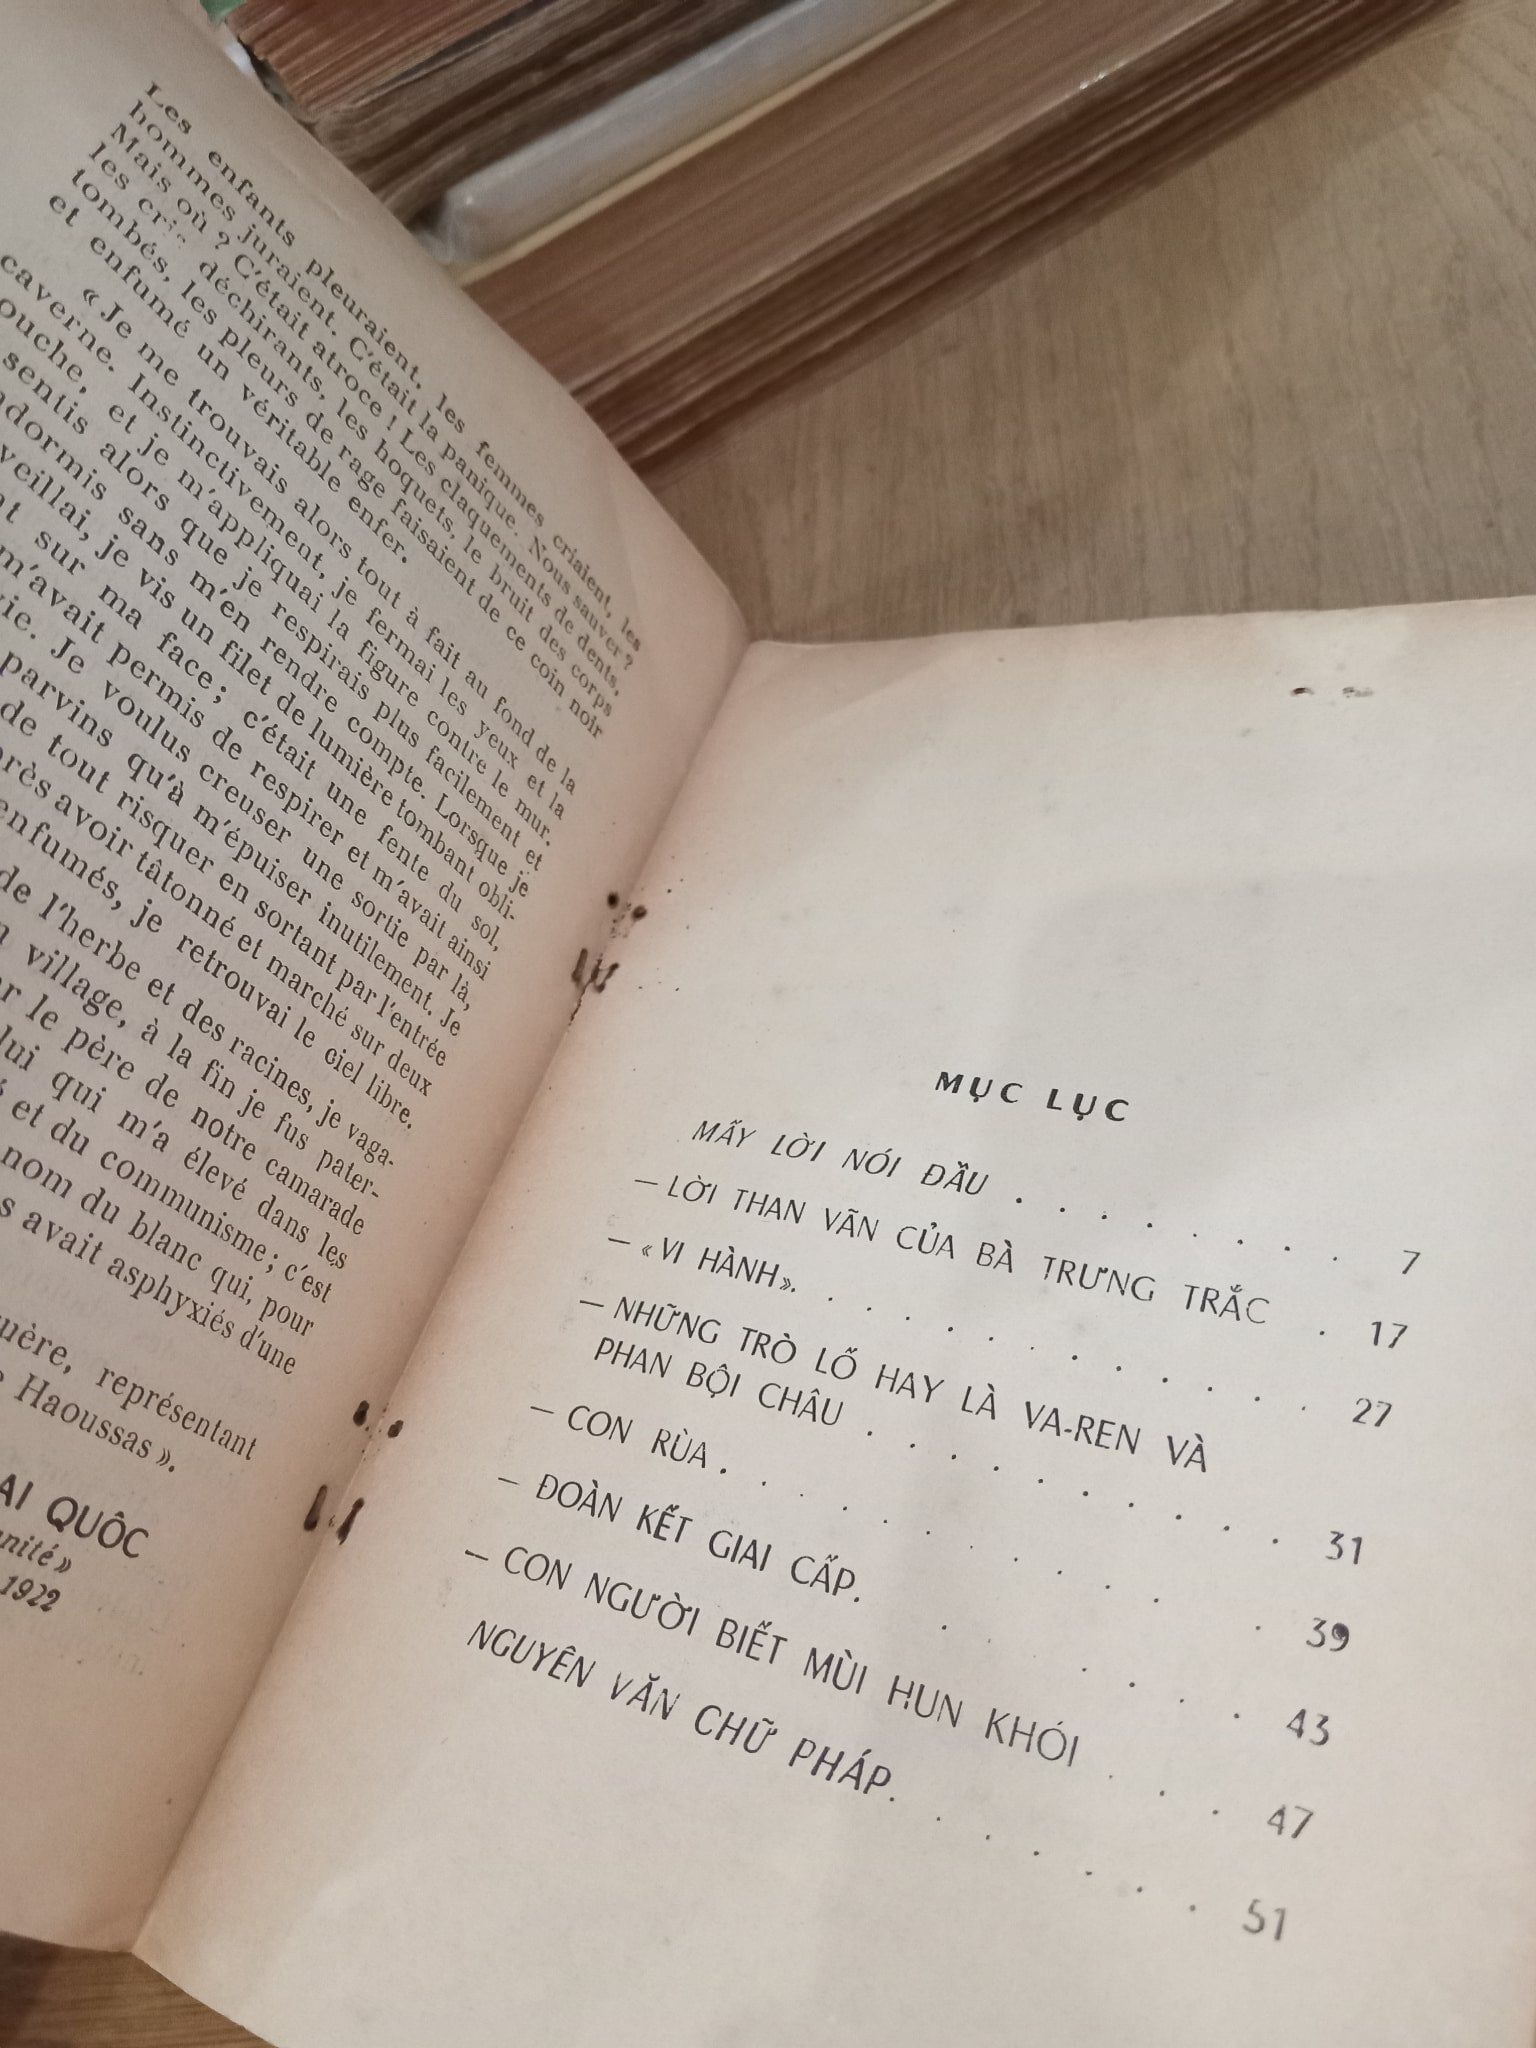 Les enfants pleuraient, les femmes criaient, les
hommes juraient. C'était la panique. Nous sauver ?
Mais où ? C'était atroce ! Les claquements de dents,
les cris déchirants, les hoquets, le bruit des corps
tombés, les pleurs de rage faisaient de ce coin noir
et enfumé un véritable enfer.
« Je me trouvais alors tout à fait au fond de la
caverne. Instinctivement, je fermai les yeux et la
ouche, et je m'appliquai la figure contre le mur.
sentis alors que je respirais plus facilement et
dormis sans m'en rendre compte. Lorsque je
veillai, je vis un filet de lumière tombant obli-
nt sur ma face ; c'était une fente du sol,
m'avait permis de respirer et m'avait ainsi
vie. Je voulus creuser une sortie par là,
parvins qu'à m'épuiser inutilement. Je
de tout risquer en sortant par l'entrée
rès avoir tâtonné et marché sur deux
enfumés, je retrouvai le ciel libre.
de l'herbe et des racines, je vaga-
n village, à la fin je fus pater-
ar le père de notre camarade
lui qui m'a élevé dans les
é et du communisme ; c'est
nom du blanc qui, pour
s avait asphyxiés d'une
uère, représentant
Haoussas ».
AI QUỐC
nité »
1922
MỤC LỤC
MẤY LỜI NÓI ĐẦU . . . . . . . . 7
— LỜI THAN VÃN CỦA BÀ TRƯNG TRẮC . 17
— « VI HÀNH». . . . . . . . . . . . 27
— NHỮNG TRÒ LỐ HAY LÀ VA-REN VÀ
PHAN BỘI CHÂU . . . . . . . . . . 31
— CON RÙA . . . . . . . . . . . . . 39
— ĐOÀN KẾT GIAI CẤP. . . . . . . . 43
— CON NGƯỜI BIẾT MÙI HUN KHÓI . . . 47
NGUYÊN VĂN CHỮ PHÁP. . . . . . . . 51